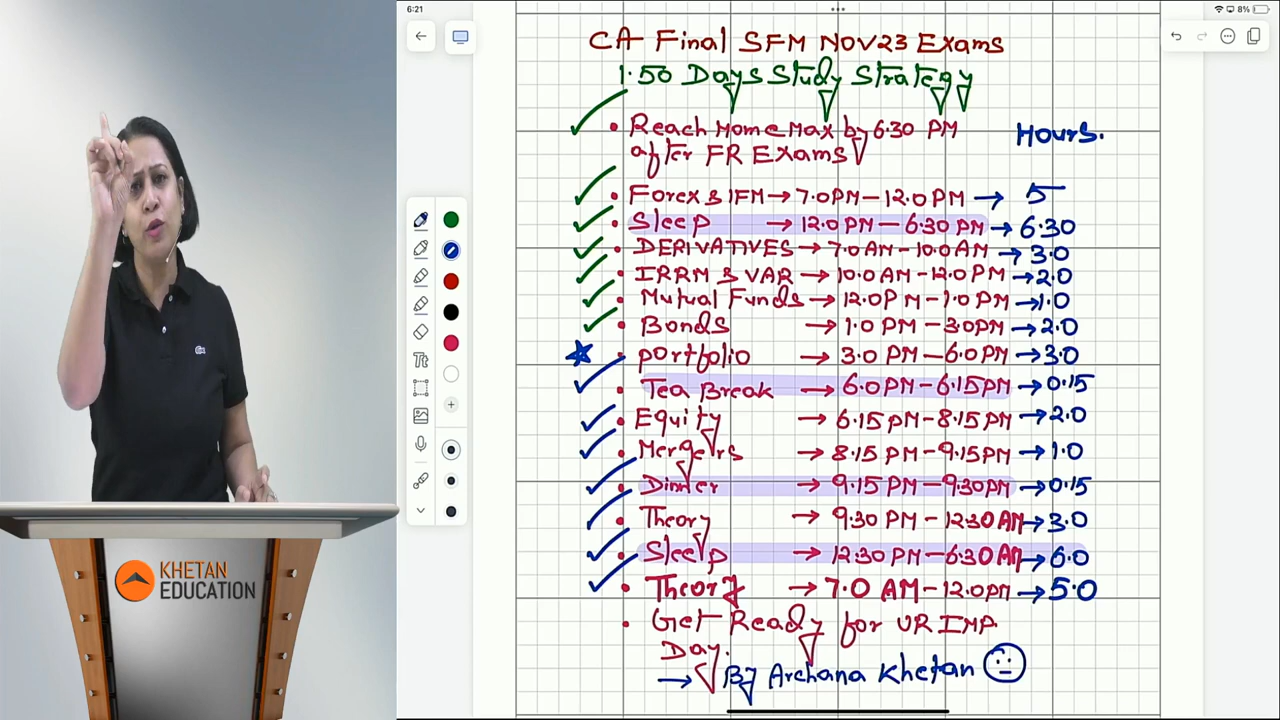 6:21
8%
CA Final SFM NOV23 Exams
1.50 Days Study Strategy
Reach Home Max by 6.30 PM
after FR Exams
Hours.
Forex & IFM → 7.0PM - 12.0 PM → 5
Sleep → 12.0 PM - 6.30 PM → 6.30
DERIVATIVES → 7.0 AM - 10.0 AM → 3.0
IRRM & VAR → 10.0 AM - 12.0 PM → 2.0
Mutual Funds → 12.0 PM - 1.0 PM → 1.0
Bonds → 1.0 PM - 3.0PM → 2.0
Portfolio → 3.0 PM - 6.0 PM → 3.0
Tea Break → 6.0 PM - 6.15 PM → 0.15
Equity → 6.15 PM - 8.15 PM → 2.0
Mergers → 8.15 PM - 9.15 PM → 1.0
Dinner → 9.15 PM - 9.30 PM → 0.15
Theory → 9.30 PM - 12.30 AM → 3.0
Sleep → 12.30 PM - 6.30 AM → 6.0
Theory → 7.0 AM - 12.0 PM → 5.0
Get Ready for UR IMP.
Day.
→ By Archana Khetan
KHETAN
EDUCATION